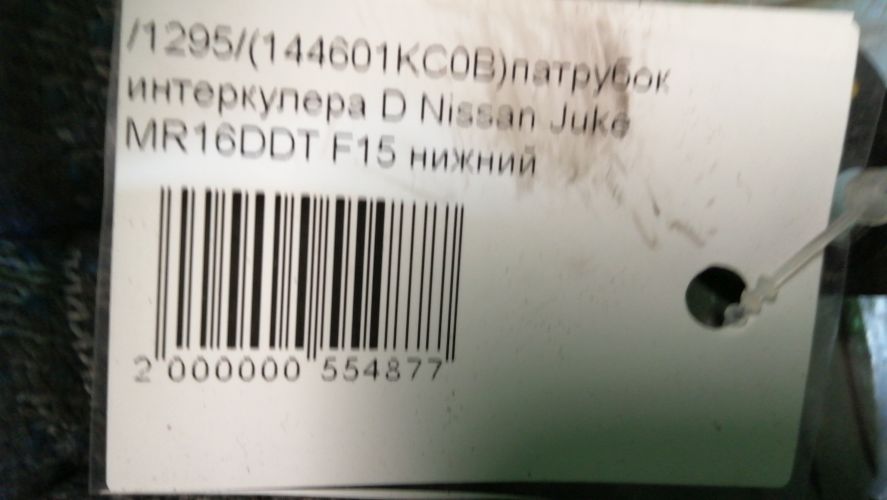 /1295/(144601KC0B)патрубок
интеркулера D Nissan Juke
MR16DDT F15 нижний
2 000000 554877